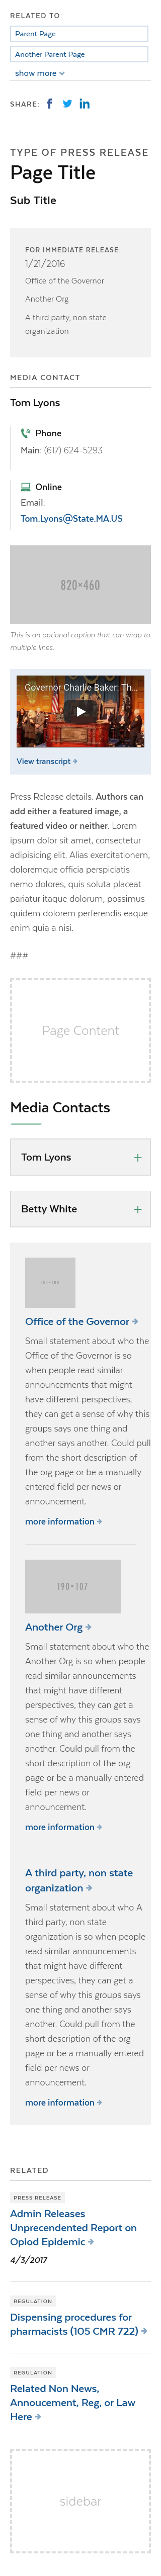 RELATED TO:
Parent Page
Another Parent Page
show more
SHARE:
TYPE OF PRESS RELEASE
Page Title
Sub Title
FOR IMMEDIATE RELEASE:
1/21/2016
Office of the Governor
Another Org
A third party, non state
organization
MEDIA CONTACT
Tom Lyons
Phone
Main: (617) 624-5293
Online
Email:
Tom.Lyons@State.MA.US
820×460
This is an optional caption that can wrap to
multiple lines.
Governor Charlie Baker: Th...
View transcript
Press Release details. Authors can
add either a featured image, a
featured video or neither. Lorem
ipsum dolor sit amet, consectetur
adipisicing elit. Alias exercitationem,
doloremque officia perspiciatis
nemo dolores, quis soluta placeat
pariatur itaque dolorum, possimus
quidem dolorem perferendis eaque
enim quia a nisi.
###
Page Content
Media Contacts
Tom Lyons
Betty White
Office of the Governor
Small statement about who the
Office of the Governor is so
when people read similar
announcements that might
have different perspectives,
they can get a sense of why this
groups says one thing and
another says another. Could pull
from the short description of
the org page or be a manually
entered field per news or
announcement.
more information
190×107
Another Org
Small statement about who the
Another Org is so when people
read similar announcements
that might have different
perspectives, they can get a
sense of why this groups says
one thing and another says
another. Could pull from the
short description of the org
page or be a manually entered
field per news or
announcement.
more information
A third party, non state
organization
Small statement about who A
third party, non state
organization is so when people
read similar announcements
that might have different
perspectives, they can get a
sense of why this groups says
one thing and another says
another. Could pull from the
short description of the org
page or be a manually entered
field per news or
announcement.
more information
RELATED
PRESS RELEASE
Admin Releases
Unprecendented Report on
Opiod Epidemic
4/3/2017
REGULATION
Dispensing procedures for
pharmacists (105 CMR 722)
REGULATION
Related Non News,
Annoucement, Reg, or Law
Here
sidebar